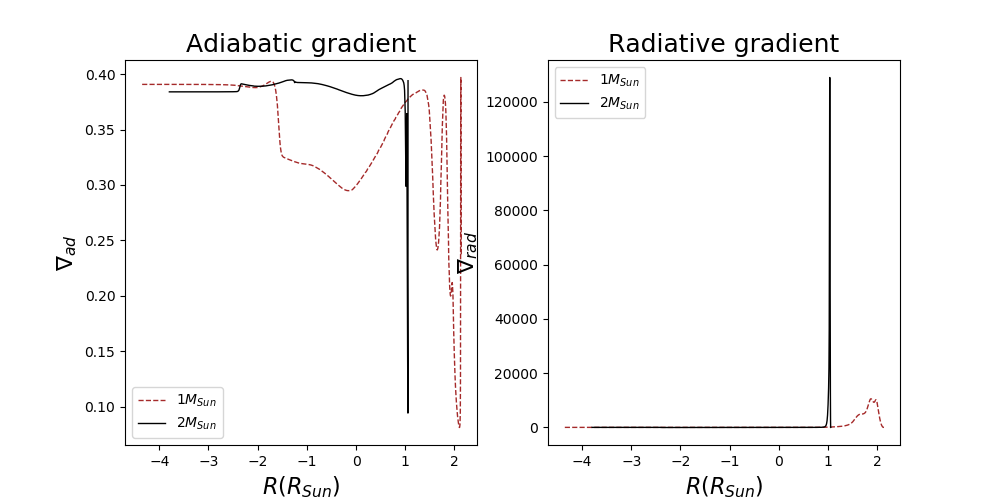 Adiabatic gradient
0.40
0.35
0.30
0.25
0.20
0.15
0.10
∇ad
1MSun
2MSun
−4 −3 −2 −1 0 1 2
R(RSun)
Radiative gradient
120000
100000
80000
60000
40000
20000
0
∇rad
1MSun
2MSun
−4 −3 −2 −1 0 1 2
R(RSun)